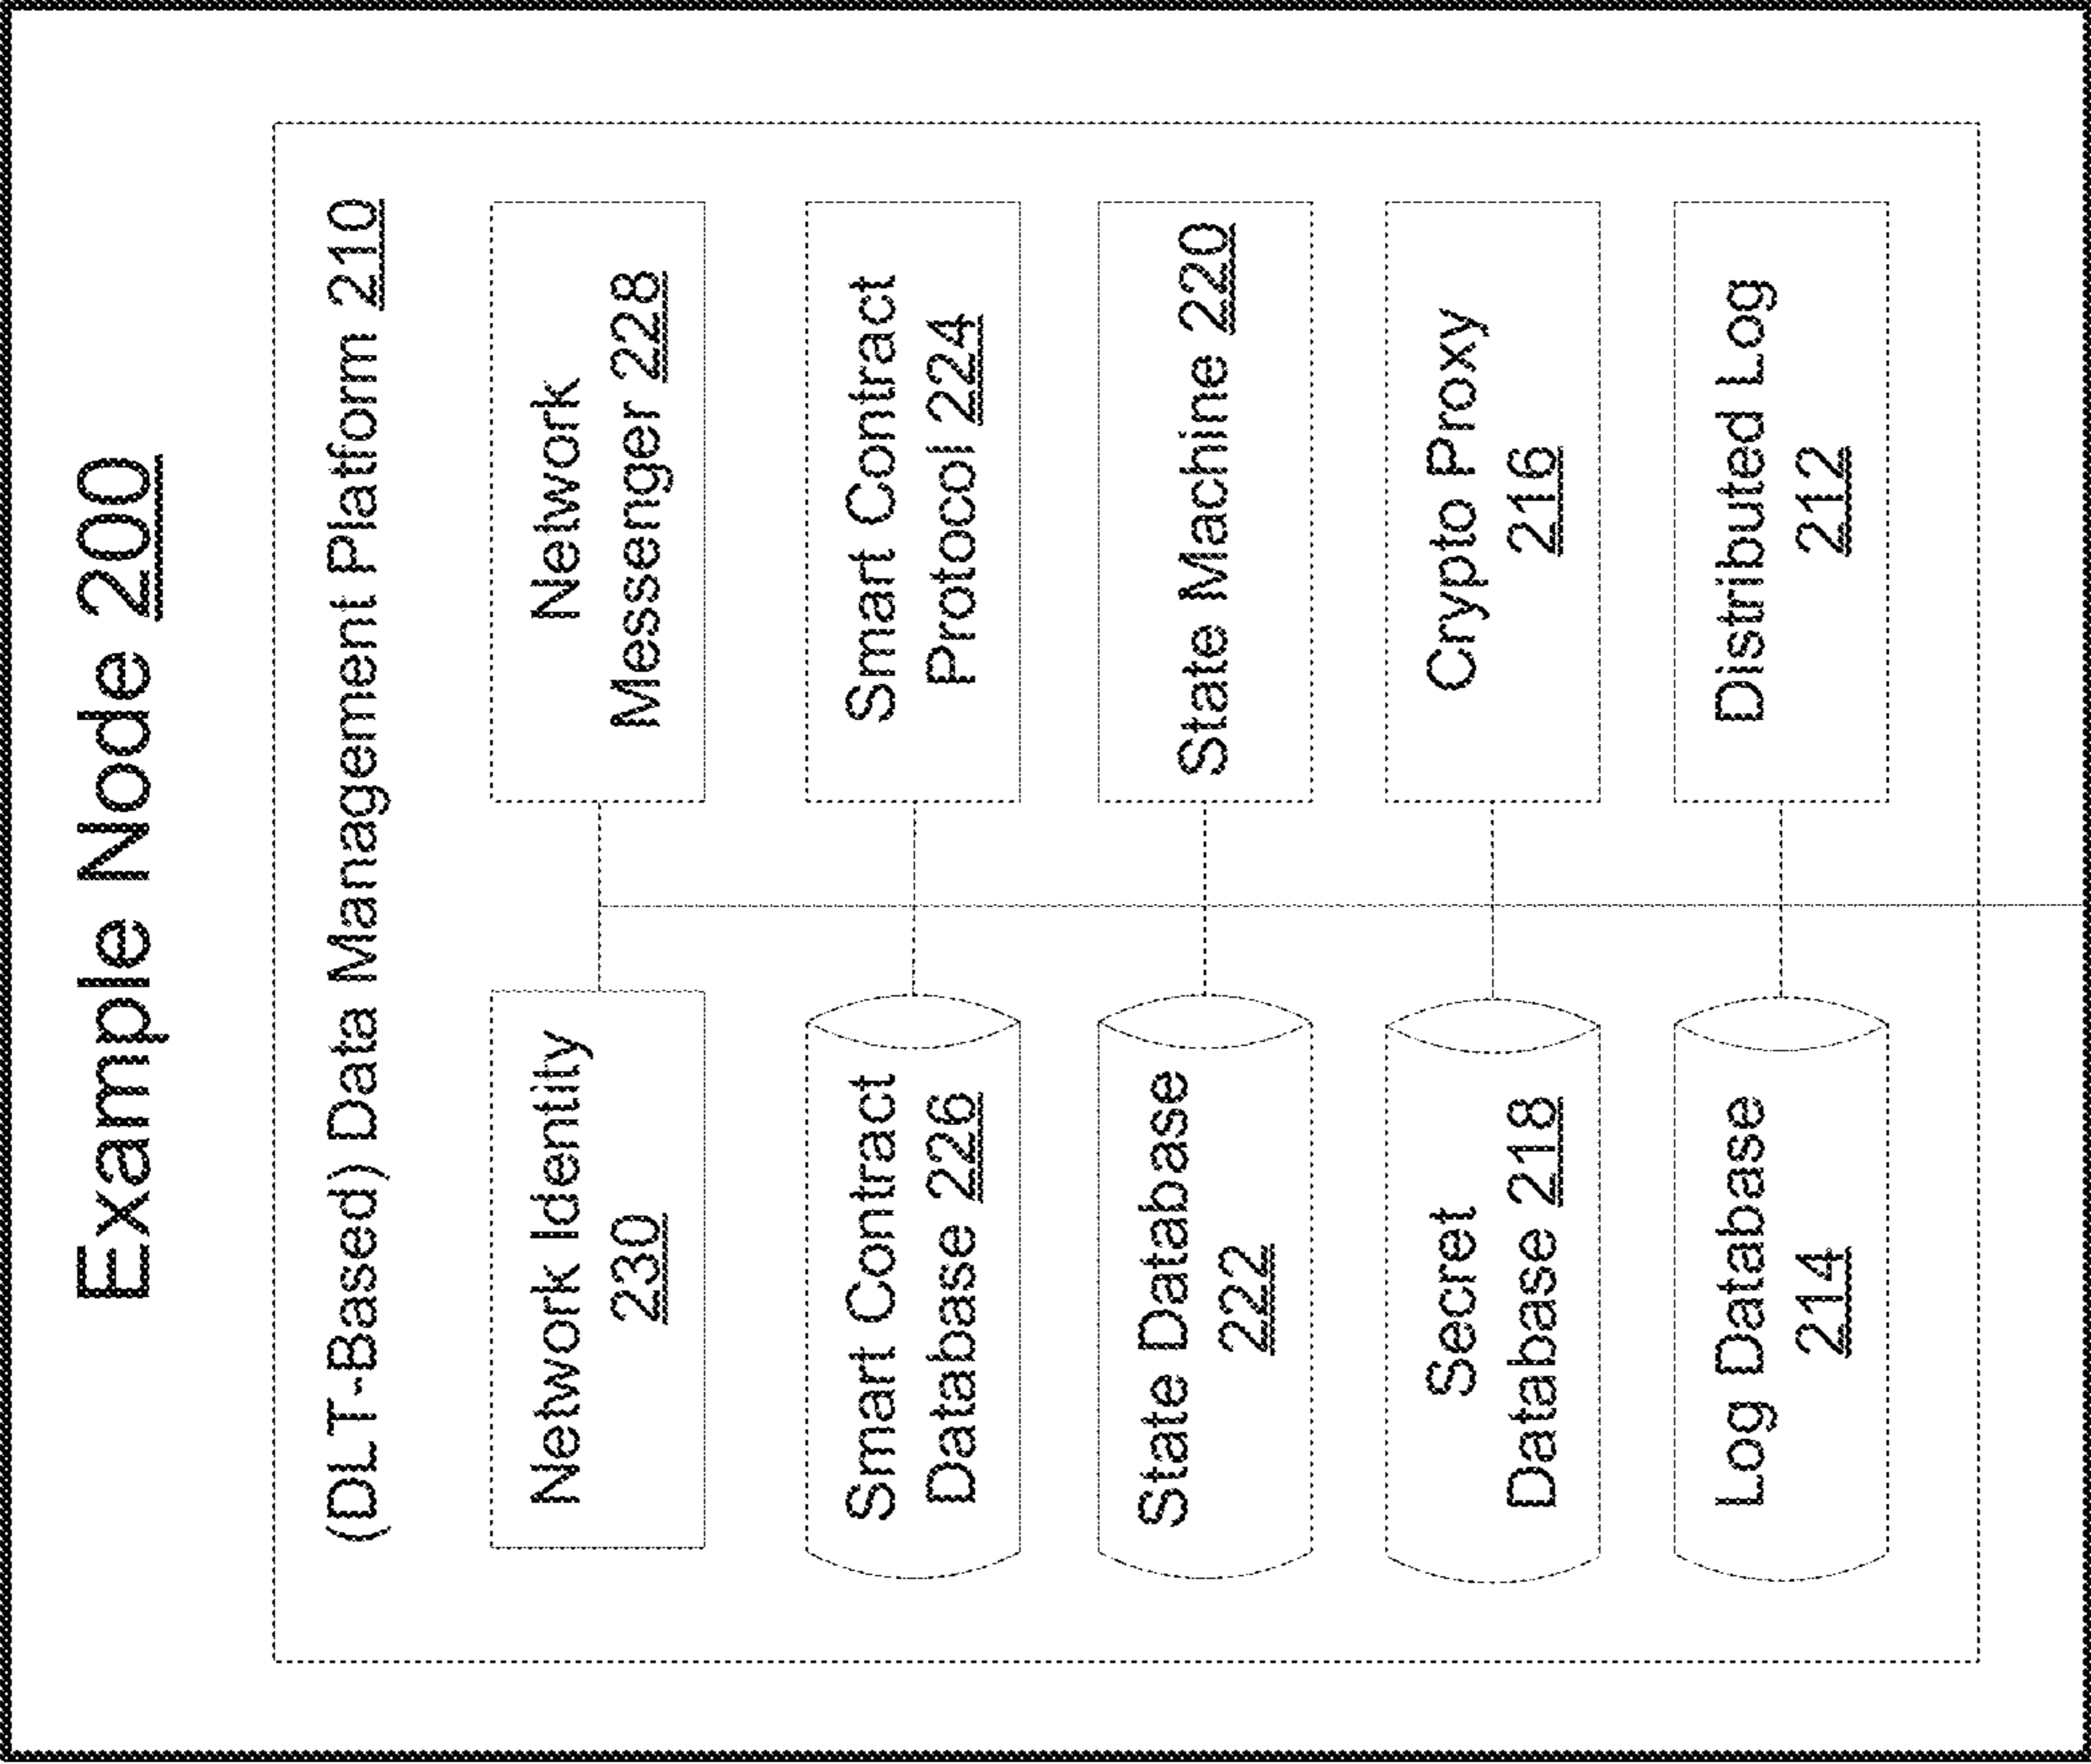 Example Node 200
(DLT-Based) Data Management Platform 210
Network Identity
230
Network
Messenger 228
Smart Contract
Database 226
Smart Contract
Protocol 224
State Database
222
State Machine 220
Secret
Database 218
Crypto Proxy
216
Log Database
214
Distributed Log
212